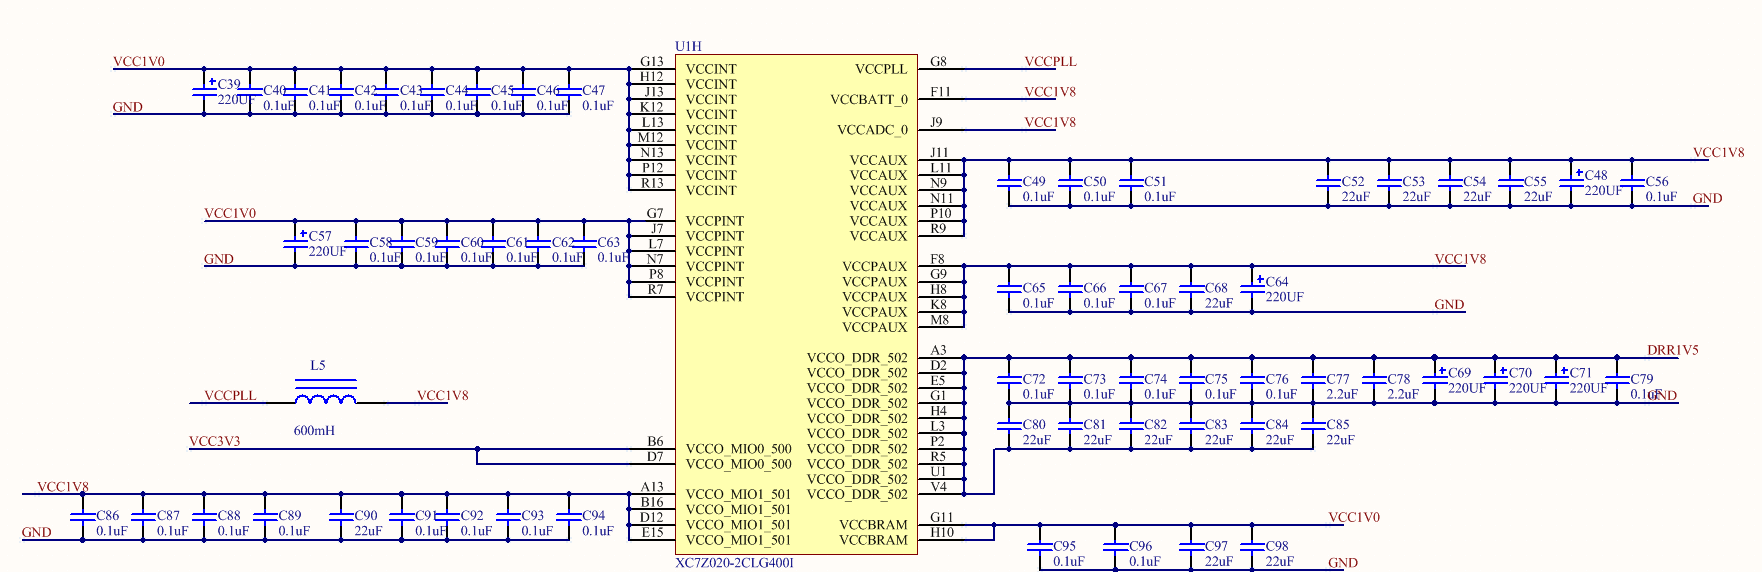 U1H
VCC1V0
GND
C39 220UF
C40 0.1uF
C41 0.1uF
C42 0.1uF
C43 0.1uF
C44 0.1uF
C45 0.1uF
C46 0.1uF
C47 0.1uF
G13 VCCINT
H12 VCCINT
J13 VCCINT
K12 VCCINT
L13 VCCINT
M12 VCCINT
N13 VCCINT
P12 VCCINT
R13 VCCINT
VCC1V0
GND
C57 220UF
C58 0.1uF
C59 0.1uF
C60 0.1uF
C61 0.1uF
C62 0.1uF
C63 0.1uF
G7 VCCPINT
J7 VCCPINT
L7 VCCPINT
N7 VCCPINT
P8 VCCPINT
R7 VCCPINT
L5
VCCPLL
VCC1V8
600mH
VCC3V3
B6 VCCO_MIO0_500
D7 VCCO_MIO0_500
VCC1V8
GND
C86 0.1uF
C87 0.1uF
C88 0.1uF
C89 0.1uF
C90 22uF
C91 0.1uF
C92 0.1uF
C93 0.1uF
C94 0.1uF
A13 VCCO_MIO1_501
B16 VCCO_MIO1_501
D12 VCCO_MIO1_501
E15 VCCO_MIO1_501
VCCPLL G8 VCCPLL
VCCBATT_0 F11 VCC1V8
VCCADC_0 J9 VCC1V8
VCCAUX J11
VCCAUX L11
VCCAUX N9
VCCAUX N11
VCCAUX P10
VCCAUX R9
C49 0.1uF
C50 0.1uF
C51 0.1uF
C52 22uF
C53 22uF
C54 22uF
C55 22uF
C48 220UF
C56 0.1uF
VCC1V8
GND
VCCPAUX F8
VCCPAUX G9
VCCPAUX H8
VCCPAUX K8
VCCPAUX M8
C65 0.1uF
C66 0.1uF
C67 0.1uF
C68 22uF
C64 220UF
VCC1V8
GND
VCCO_DDR_502 A3
VCCO_DDR_502 D2
VCCO_DDR_502 E5
VCCO_DDR_502 G1
VCCO_DDR_502 H4
VCCO_DDR_502 L3
VCCO_DDR_502 P2
VCCO_DDR_502 R5
VCCO_DDR_502 U1
VCCO_DDR_502 V4
C72 0.1uF
C73 0.1uF
C74 0.1uF
C75 0.1uF
C76 0.1uF
C77 2.2uF
C78 2.2uF
C69 220UF
C70 220UF
C71 220UF
C79 0.1uF
DRR1V5
GND
C80 22uF
C81 22uF
C82 22uF
C83 22uF
C84 22uF
C85 22uF
VCCBRAM G11
VCCBRAM H10
C95 0.1uF
C96 0.1uF
C97 22uF
C98 22uF
VCC1V0
GND
XC7Z020-2CLG400I